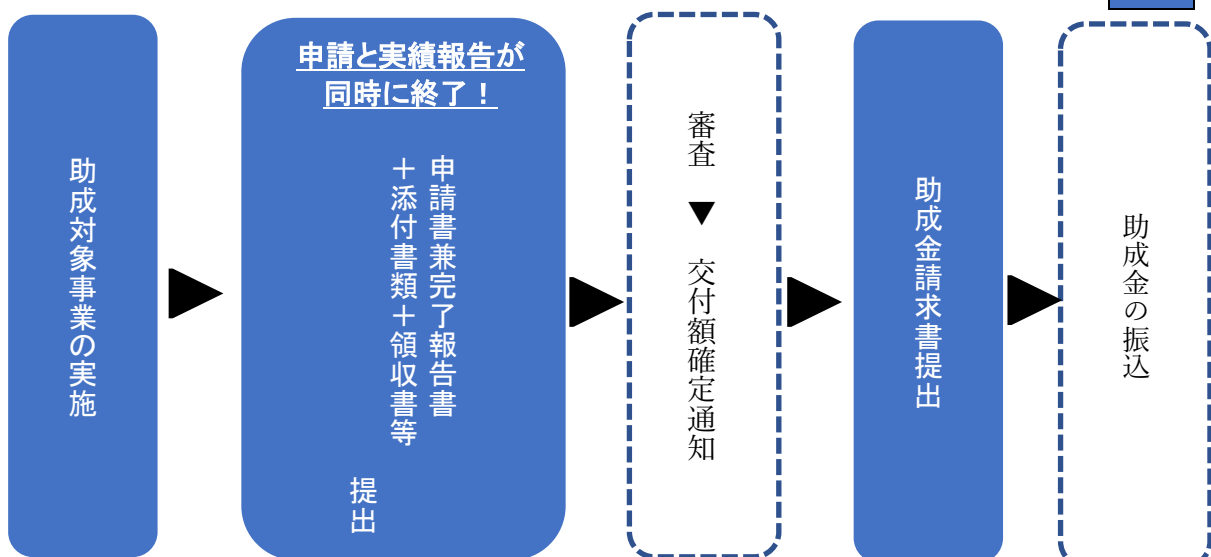 助成対象事業の実施
申請と実績報告が
同時に終了！
申請書兼完了報告書
＋添付書類＋領収書等
提出
審査 ▼ 交付額確定通知
助成金請求書提出
助成金の振込